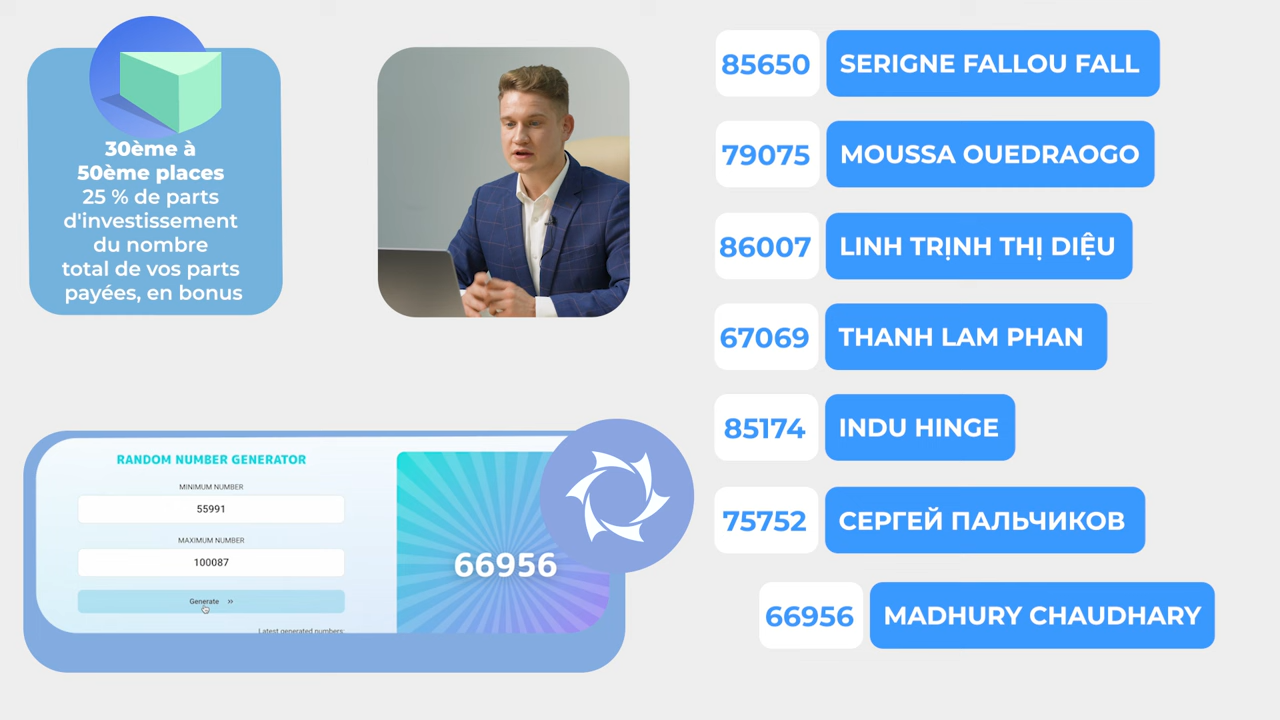 30ème à
50ème places
25 % de parts
d'investissement
du nombre
total de vos parts
payées, en bonus
RANDOM NUMBER GENERATOR
MINIMUM NUMBER
55991
MAXIMUM NUMBER
100087
Generate »
Latest generated numbers:
66956
85650 SERIGNE FALLOU FALL
79075 MOUSSA OUEDRAOGO
86007 LINH TRỊNH THỊ DIỆU
67069 THANH LAM PHAN
85174 INDU HINGE
75752 СЕРГЕЙ ПАЛЬЧИКОВ
66956 MADHURY CHAUDHARY